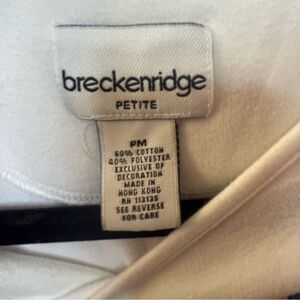 breckenridge
PETITE
PM
60% COTTON
40% POLYESTER
EXCLUSIVE OF
DECORATION
MADE IN
HONG KONG
RN 113135
SEE REVERSE
FOR CARE